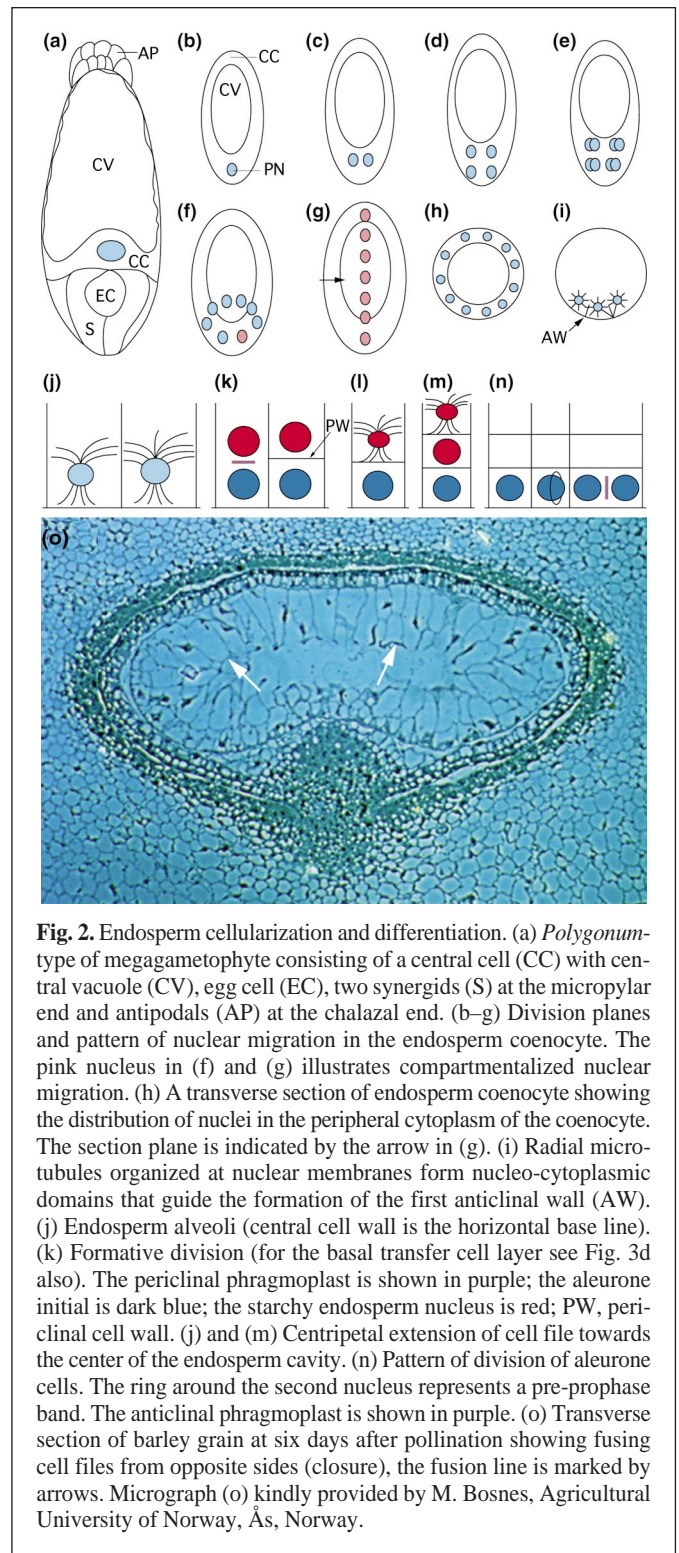 (a)
AP
(b)
CC
CV
PN
(c)
(d)
(e)
CV
CC
EC
S
(f)
(g)
(h)
(i)
AW
(j)
(k)
PW
(l)
(m)
(n)
(o)
Fig. 2. Endosperm cellularization and differentiation. (a) Polygonum-
type of megagametophyte consisting of a central cell (CC) with cen-
tral vacuole (CV), egg cell (EC), two synergids (S) at the micropylar
end and antipodals (AP) at the chalazal end. (b–g) Division planes
and pattern of nuclear migration in the endosperm coenocyte. The
pink nucleus in (f) and (g) illustrates compartmentalized nuclear
migration. (h) A transverse section of endosperm coenocyte showing
the distribution of nuclei in the peripheral cytoplasm of the coenocyte.
The section plane is indicated by the arrow in (g). (i) Radial micro-
tubules organized at nuclear membranes form nucleo-cytoplasmic
domains that guide the formation of the first anticlinal wall (AW).
(j) Endosperm alveoli (central cell wall is the horizontal base line).
(k) Formative division (for the basal transfer cell layer see Fig. 3d
also). The periclinal phragmoplast is shown in purple; the aleurone
initial is dark blue; the starchy endosperm nucleus is red; PW, peri-
clinal cell wall. (j) and (m) Centripetal extension of cell file towards
the center of the endosperm cavity. (n) Pattern of division of aleurone
cells. The ring around the second nucleus represents a pre-prophase
band. The anticlinal phragmoplast is shown in purple. (o) Transverse
section of barley grain at six days after pollination showing fusing
cell files from opposite sides (closure), the fusion line is marked by
arrows. Micrograph (o) kindly provided by M. Bosnes, Agricultural
University of Norway, Ås, Norway.